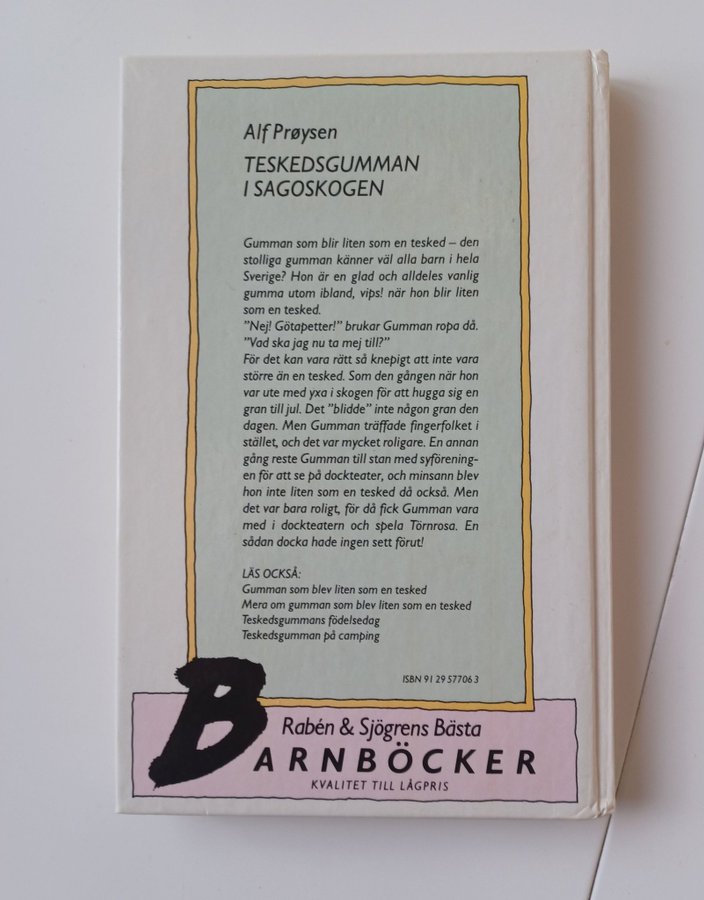 Alf Prøysen
TESKEDSGUMMAN
I SAGOSKOGEN
Gumman som blir liten som en tesked – den
stolliga gumman känner väl alla barn i hela
Sverige? Hon är en glad och alldeles vanlig
gumma utom ibland, vips! när hon blir liten
som en tesked.
"Nej! Götapetter!" brukar Gumman ropa då.
"Vad ska jag nu ta mej till?"
För det kan vara rätt så knepigt att inte vara
större än en tesked. Som den gången när hon
var ute med yxa i skogen för att hugga sig en
gran till jul. Det "blidde" inte någon gran den
dagen. Men Gumman träffade fingerfolket i
stället, och det var mycket roligare. En annan
gång reste Gumman till stan med syförening-
en för att se på dockteater, och minsann blev
hon inte liten som en tesked då också. Men
det var bara roligt, för då fick Gumman vara
med i dockteatern och spela Törnrosa. En
sådan docka hade ingen sett förut!
LÄS OCKSÅ:
Gumman som blev liten som en tesked
Mera om gumman som blev liten som en tesked
Teskedsgummans födelsedag
Teskedsgumman på camping
ISBN 91 29 57706 3
Rabén & Sjögrens Bästa
BARNBÖCKER
KVALITET TILL LÅGPRIS